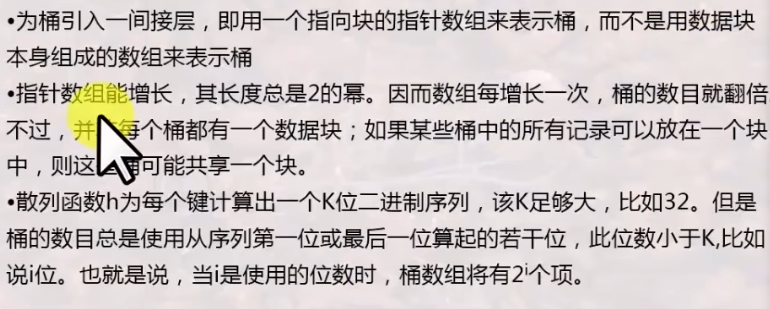 •为桶引入一间接层，即用一个指向块的指针数组来表示桶，而不是用数据块
本身组成的数组来表示桶
•指针数组能增长，其长度总是2的幂。因而数组每增长一次，桶的数目就翻倍
不过，并 每个桶都有一个数据块；如果某些桶中的所有记录可以放在一个块
中，则这 桶可能共享一个块。
•散列函数h为每个键计算出一个K位二进制序列，该K足够大，比如32。但是
桶的数目总是使用从序列第一位或最后一位算起的若干位，此位数小于K,比如
说i位。也就是说，当i是使用的位数时，桶数组将有2ⁱ个项。